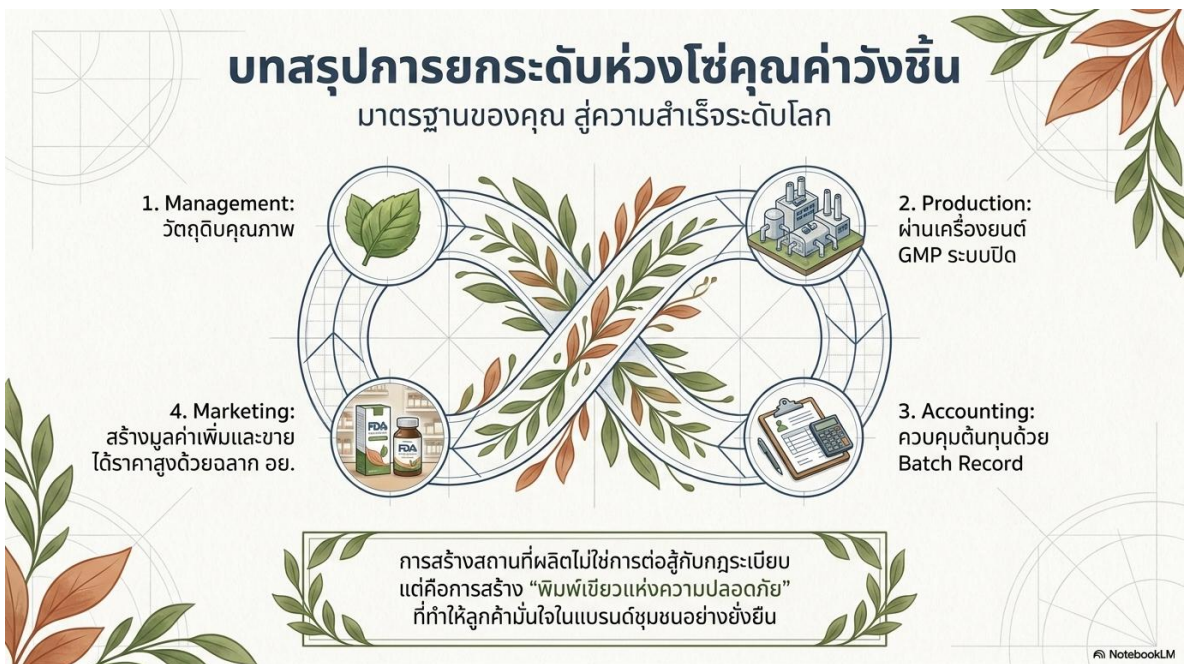 บทสรุปการยกระดับห่วงโซ่คุณค่าวังชิ้น
มาตรฐานของคุณ สู่ความสำเร็จระดับโลก
1. Management:
วัตถุดิบคุณภาพ
2. Production:
ผ่านเครื่องยนต์
GMP ระบบปิด
4. Marketing:
สร้างมูลค่าเพิ่มและขาย
ได้ราคาสูงด้วยฉลาก อย.
FDA
FDA
3. Accounting:
ควบคุมต้นทุนด้วย
Batch Record
การสร้างสถานที่ผลิตไม่ใช่การต่อสู้กับกฎระเบียบ
แต่คือการสร้าง “พิมพ์เขียวแห่งความปลอดภัย”
ที่ทำให้ลูกค้ามั่นใจในแบรนด์ชุมชนอย่างยั่งยืน
NotebookLM